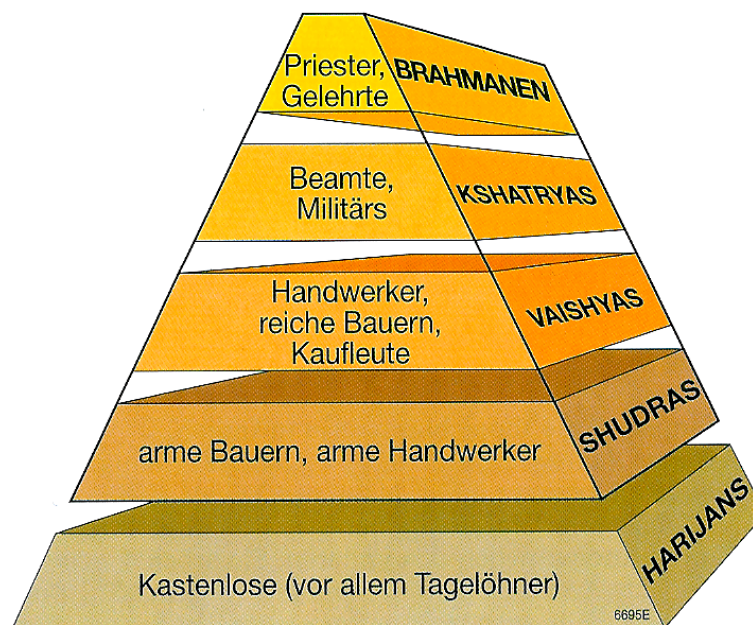 Priester,
Gelehrte
BRAHMANEN
Beamte,
Militärs
KSHATRYAS
Handwerker,
reiche Bauern,
Kaufleute
VAISHYAS
arme Bauern, arme Handwerker
SHUDRAS
Kastenlose (vor allem Tagelöhner)
HARIJANS
6695E